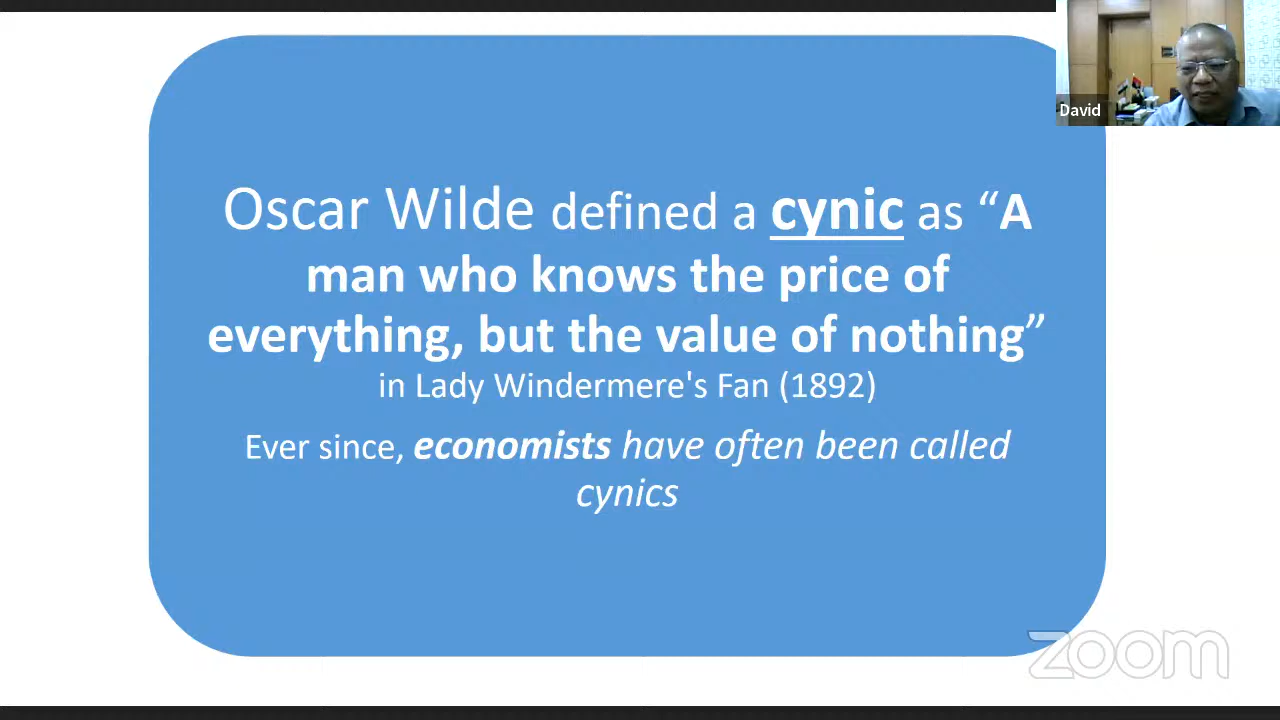 David
Oscar Wilde defined a cynic as “A
man who knows the price of
everything, but the value of nothing”
in Lady Windermere's Fan (1892)
Ever since, economists have often been called
cynics
zoom